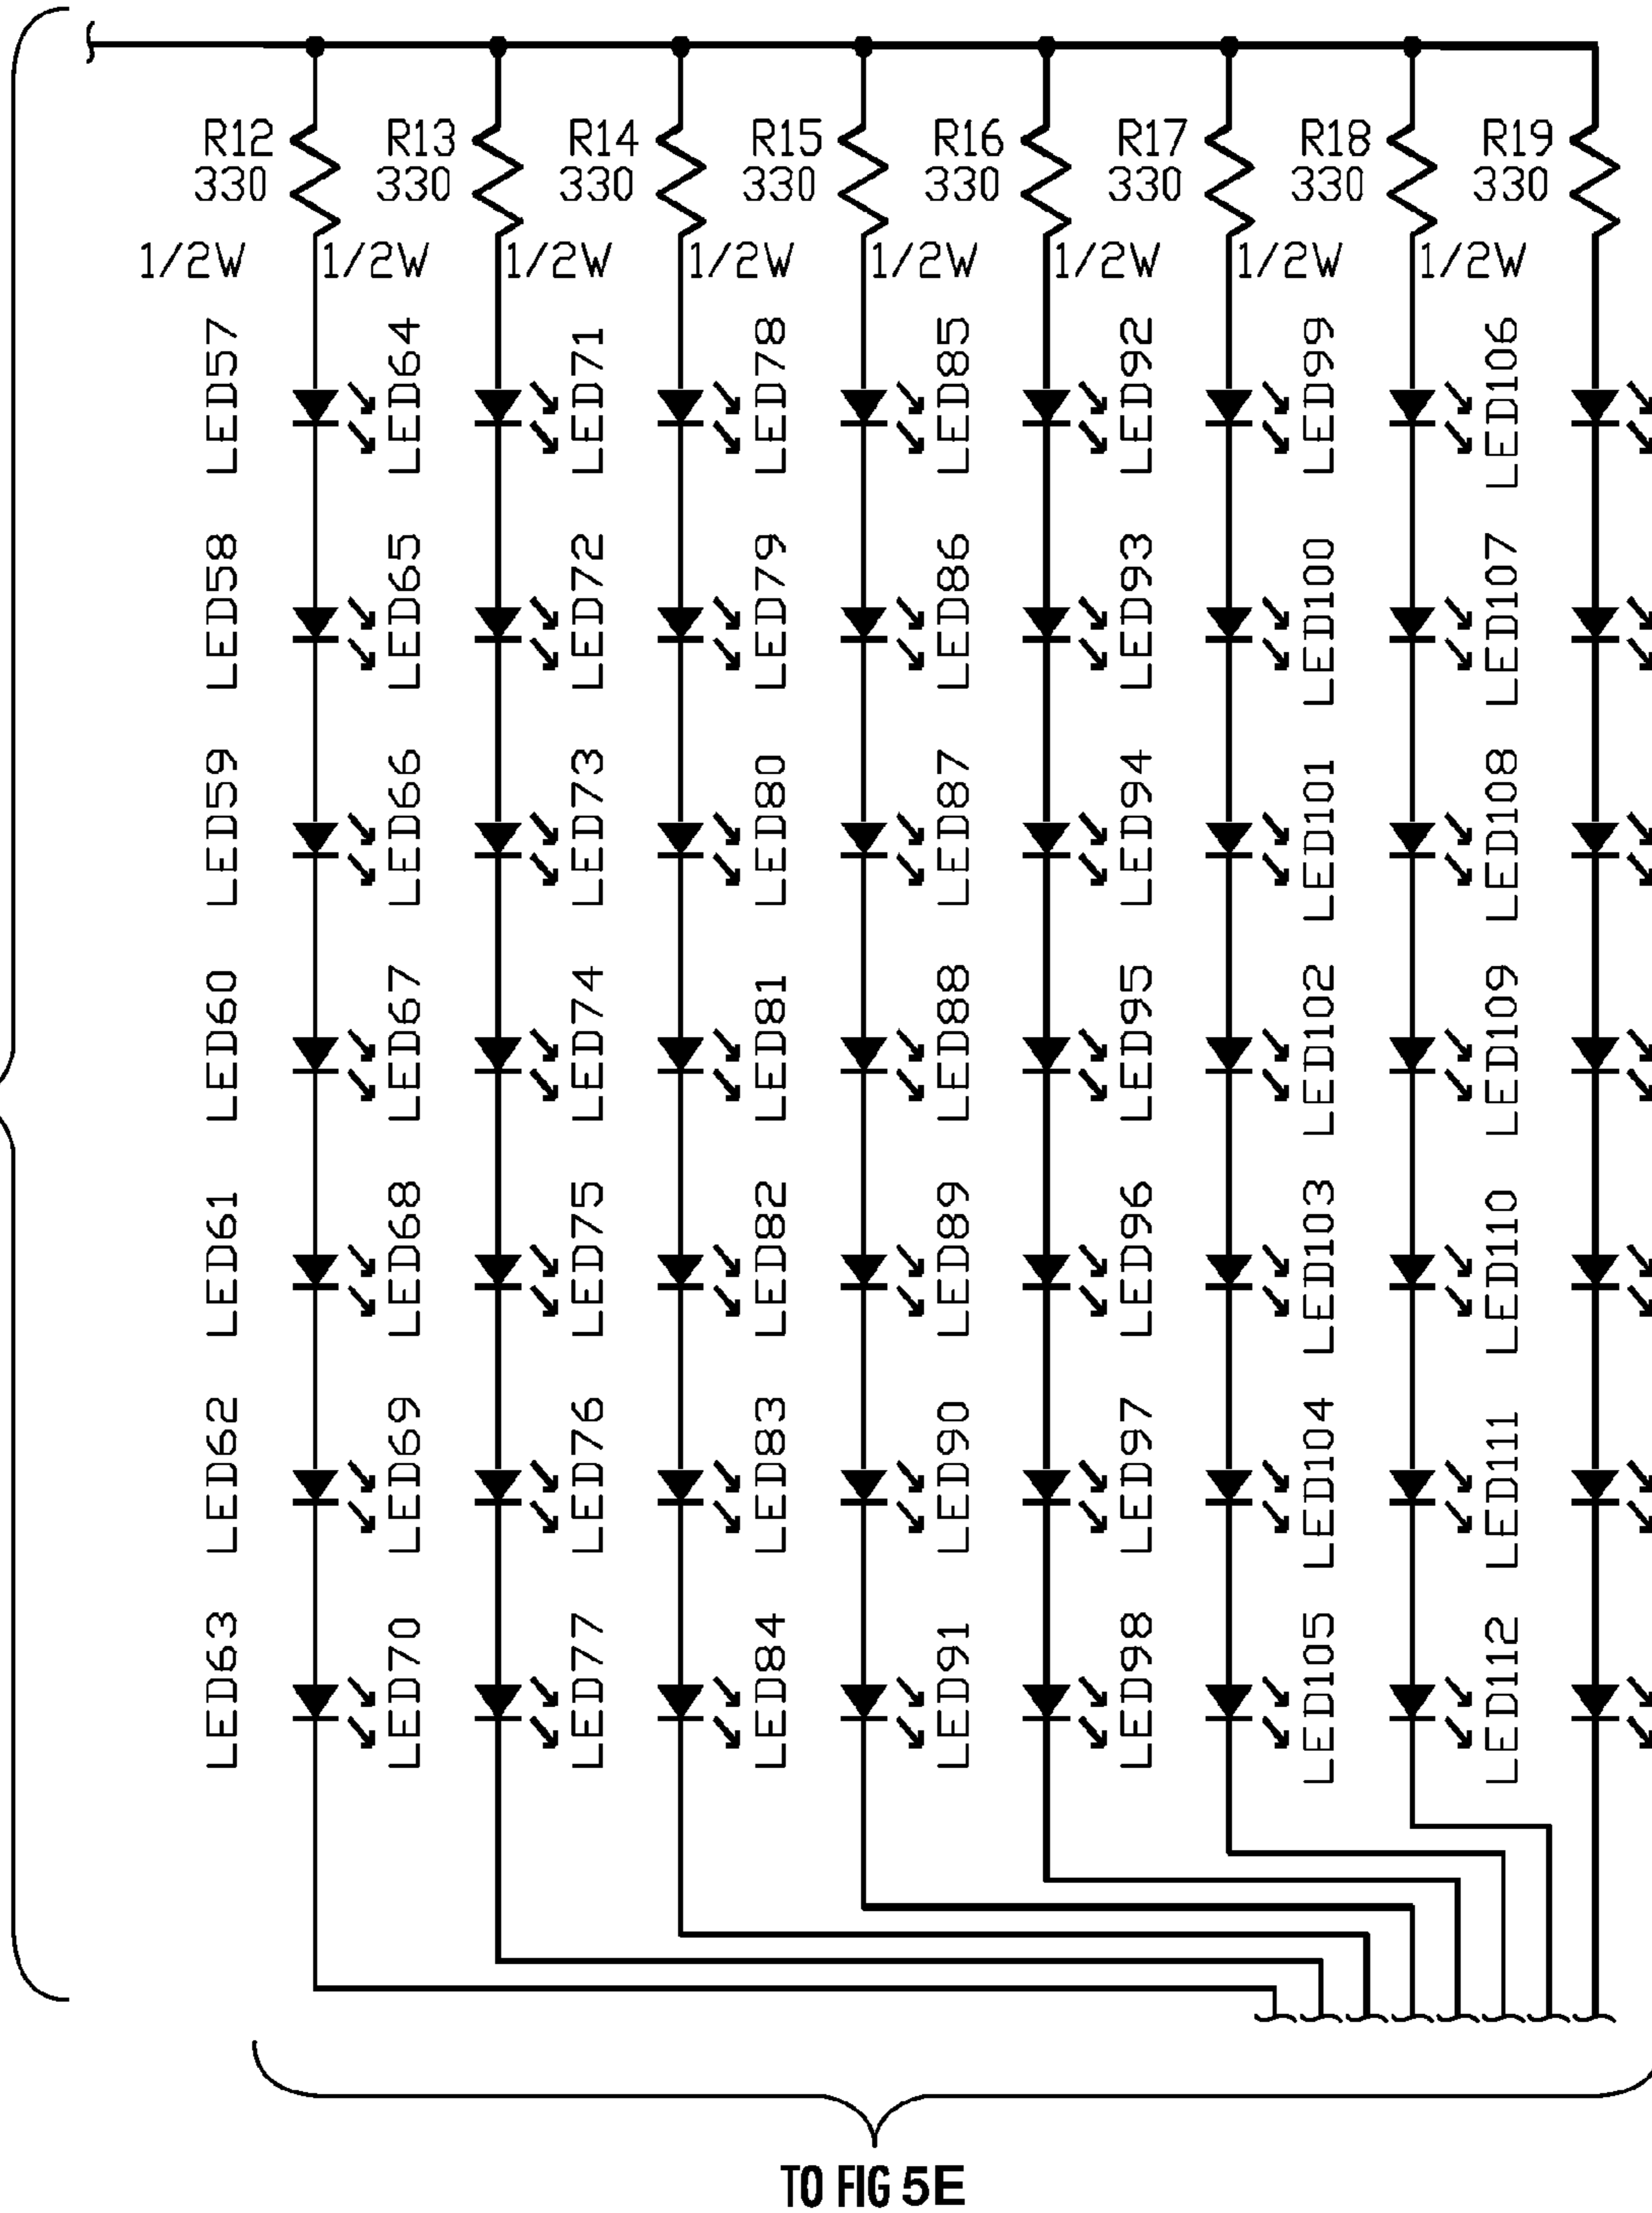 R12 R13 R14 R15 R16 R17 R18 R19
330 330 330 330 330 330 330 330
1/2W 1/2W 1/2W 1/2W 1/2W 1/2W 1/2W 1/2W
LED57 LED64 LED71 LED78 LED85 LED92 LED99 LED106
LED58 LED65 LED72 LED79 LED86 LED93 LED100 LED107
LED59 LED66 LED73 LED80 LED87 LED94 LED101 LED108
LED60 LED67 LED74 LED81 LED88 LED95 LED102 LED109
LED61 LED68 LED75 LED82 LED89 LED96 LED103 LED110
LED62 LED69 LED76 LED83 LED90 LED97 LED104 LED111
LED63 LED70 LED77 LED84 LED91 LED98 LED105 LED112
TO FIG 5E